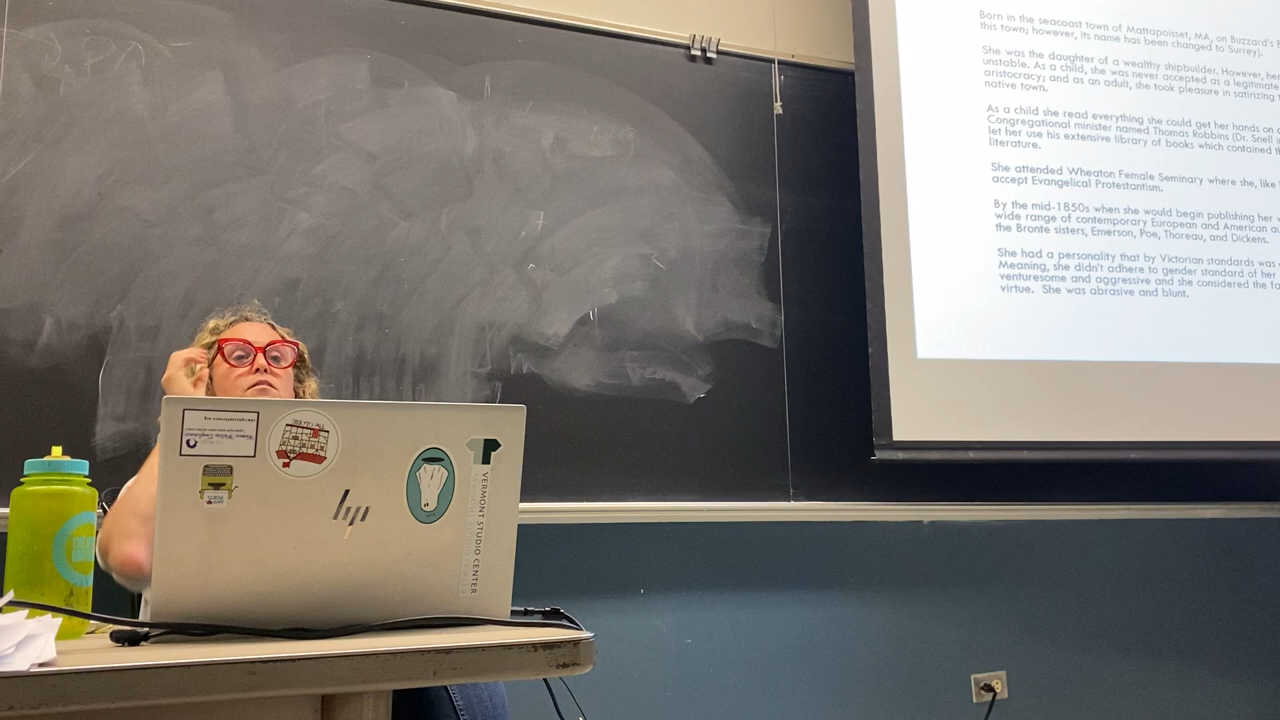 Born in the seacoast town of Mattapoisset, MA, on Buzzard's
this town; however, its name has been changed to Surrey).
She was the daughter of a wealthy shipbuilder. However, her
unstable. As a child, she was never accepted as a legitimate
aristocracy; and as an adult, she took pleasure in satirizing
native town.
As a child she read everything she could get her hands on
Congregational minister named Thomas Robbins (Dr. Snell
let her use his extensive library of books which contained
literature.
She attended Wheaton Female Seminary where she, like
accept Evangelical Protestantism.
By the mid-1850s when she would begin publishing her
wide range of contemporary European and American
the Bronte sisters, Emerson, Poe, Thoreau, and Dickens.
She had a personality that by Victorian standards was
Meaning, she didn't adhere to gender standard of her
venturesome and aggressive and she considered the
virtue. She was abrasive and blunt.
hp
VERMONT STUDIO CENTER